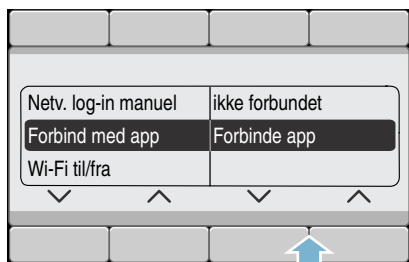 Netv. log-in manuel ikke forbundet
Forbind med app Forbinde app
Wi-Fi til/fra